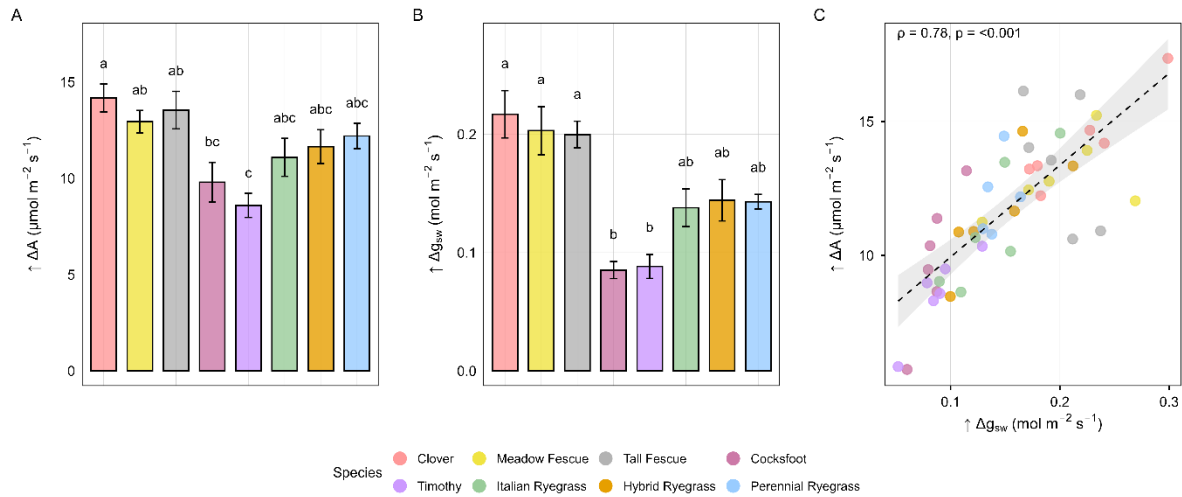 A
↑ ΔA (μmol m⁻² s⁻¹)
15
10
5
0
a
ab
ab
bc
c
abc
abc
abc
B
↑ Δgsw (mol m⁻² s⁻¹)
0.2
0.1
0.0
a
a
a
b
b
ab
ab
ab
C
ρ = 0.78, p = <0.001
↑ ΔA (μmol m⁻² s⁻¹)
15
10
0.1 0.2 0.3
↑ Δgsw (mol m⁻² s⁻¹)
Species
Clover Meadow Fescue Tall Fescue Cocksfoot
Timothy Italian Ryegrass Hybrid Ryegrass Perennial Ryegrass